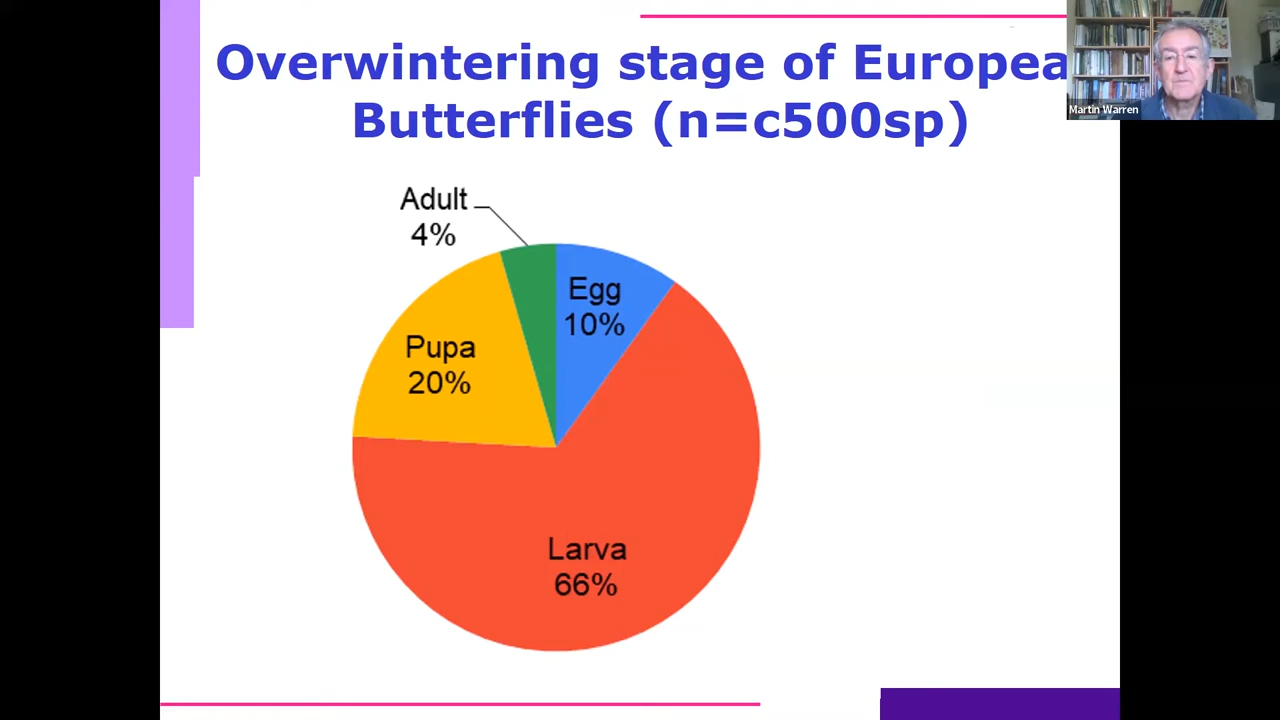 Overwintering stage of Europea
Butterflies (n=c500sp)
Martin Warren
Adult
4%
Egg
10%
Pupa
20%
Larva
66%